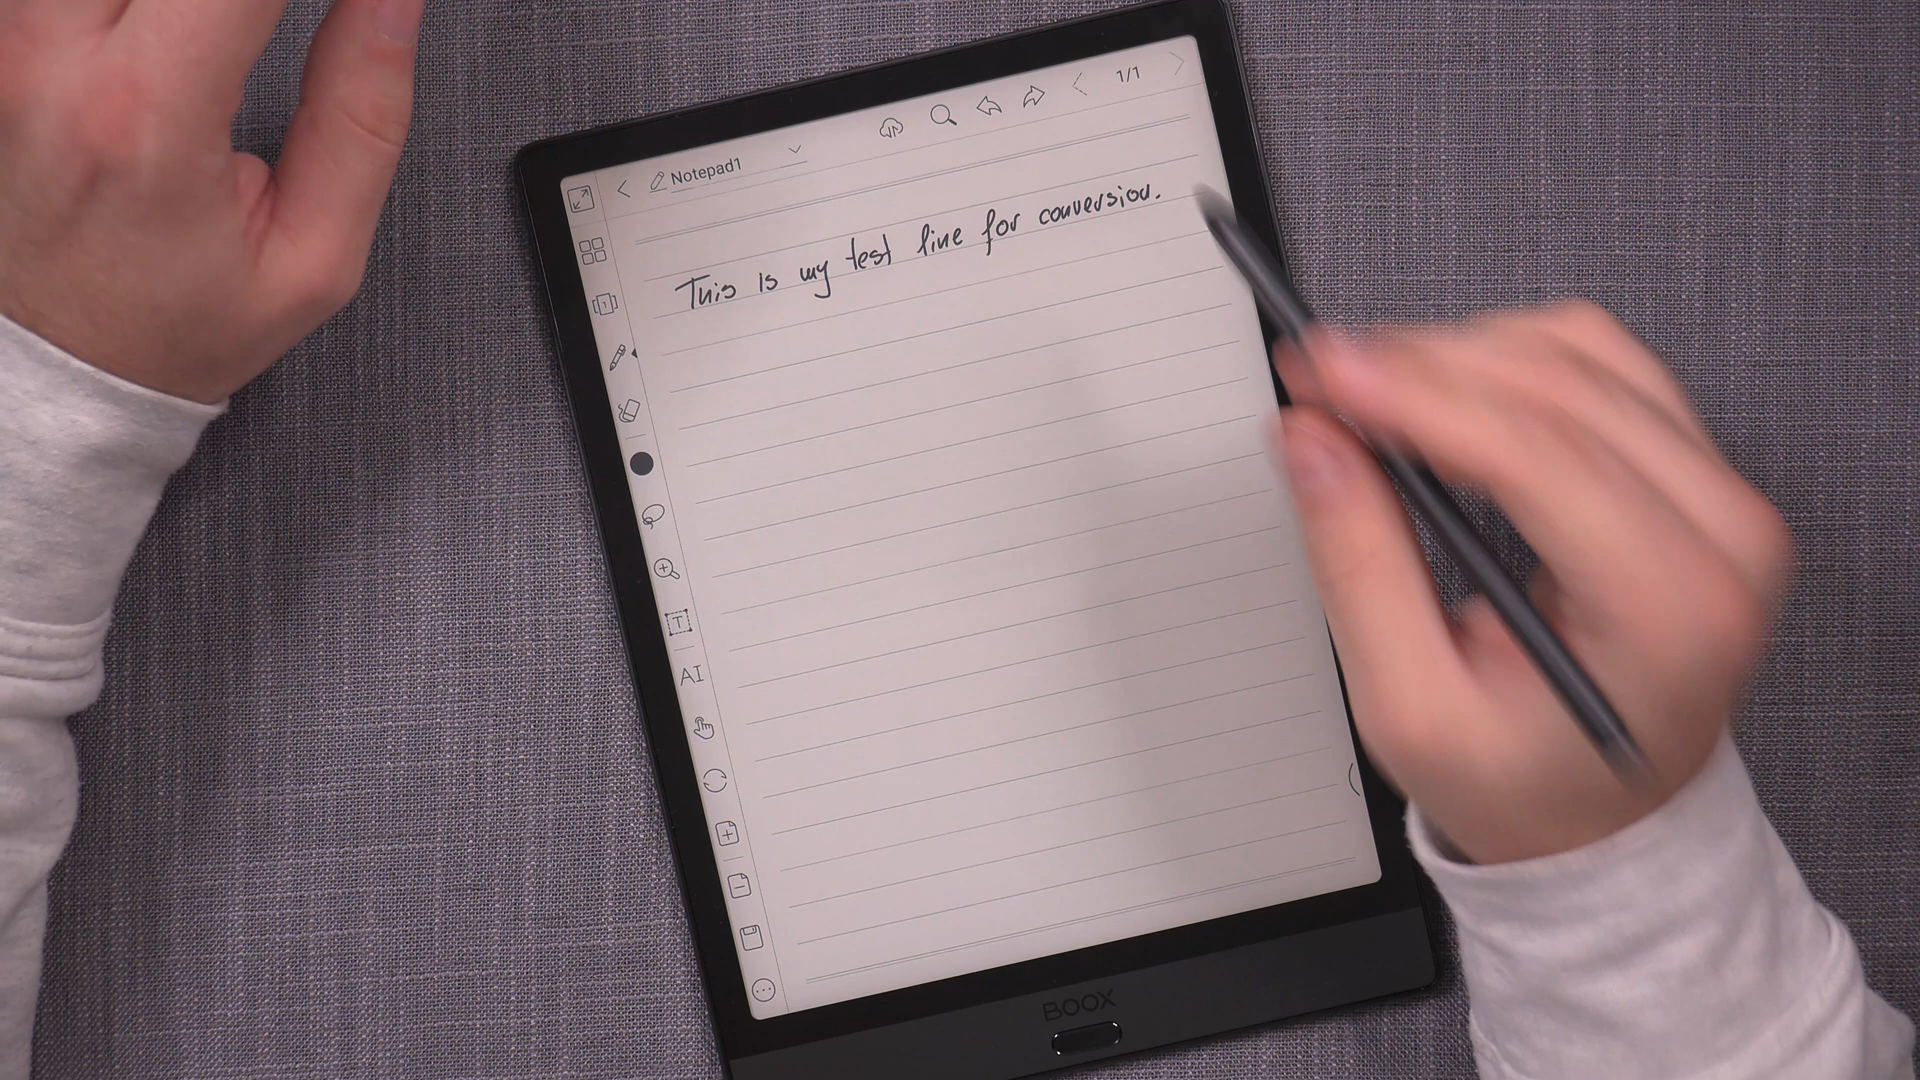 1/1
Notepad1
This is my test line for conversion.
T
AI
BOOX